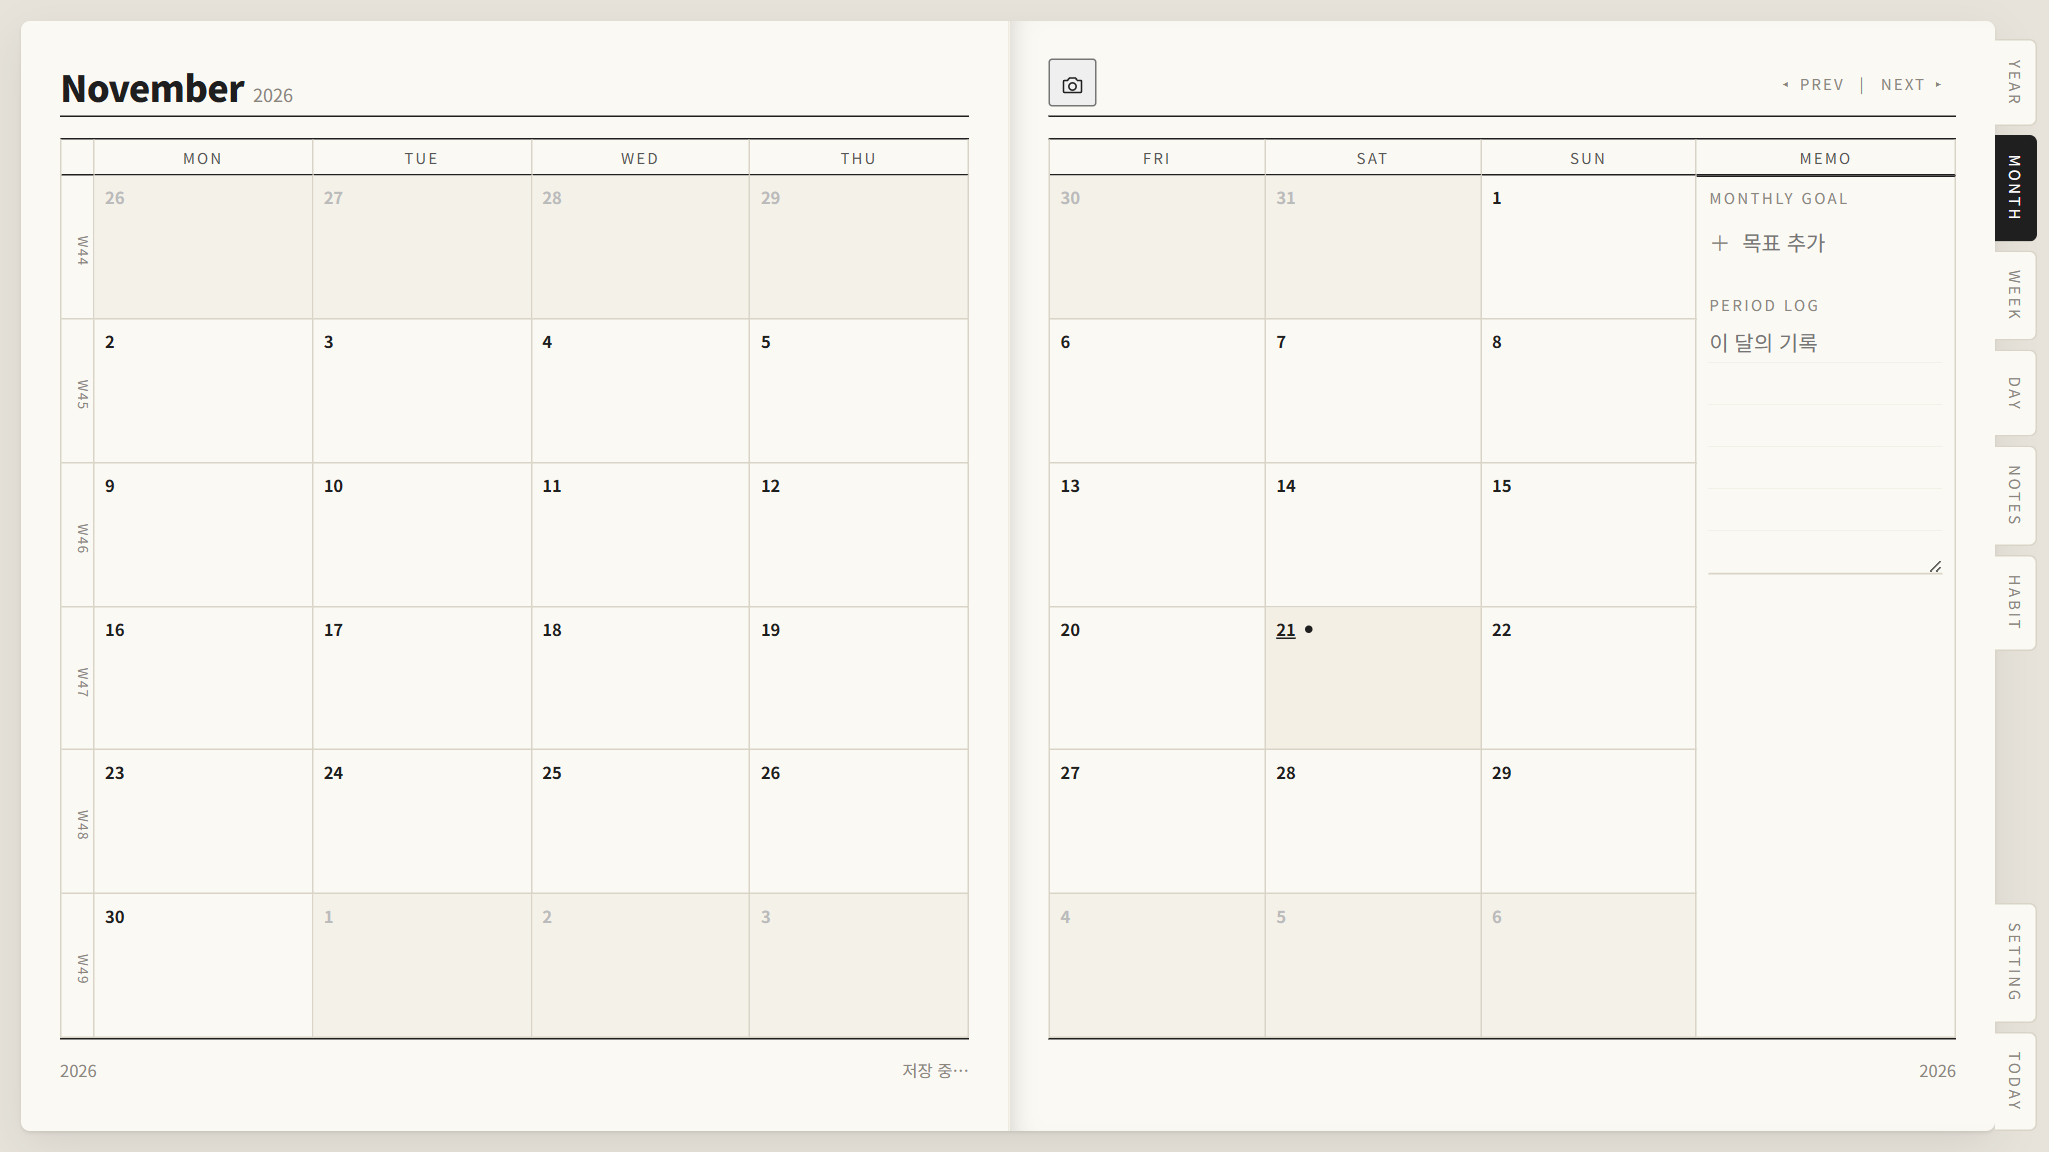 November 2026
MON TUE WED THU
W44 26 27 28 29
W45 2 3 4 5
W46 9 10 11 12
W47 16 17 18 19
W48 23 24 25 26
W49 30 1 2 3
2026 저장 중…
◂ PREV | NEXT ▸
FRI SAT SUN MEMO
30 31 1
6 7 8
13 14 15
20 21 22
27 28 29
4 5 6
MONTHLY GOAL
+ 목표 추가
PERIOD LOG
이 달의 기록
2026
YEAR
MONTH
WEEK
DAY
NOTES
HABIT
SETTING
TODAY